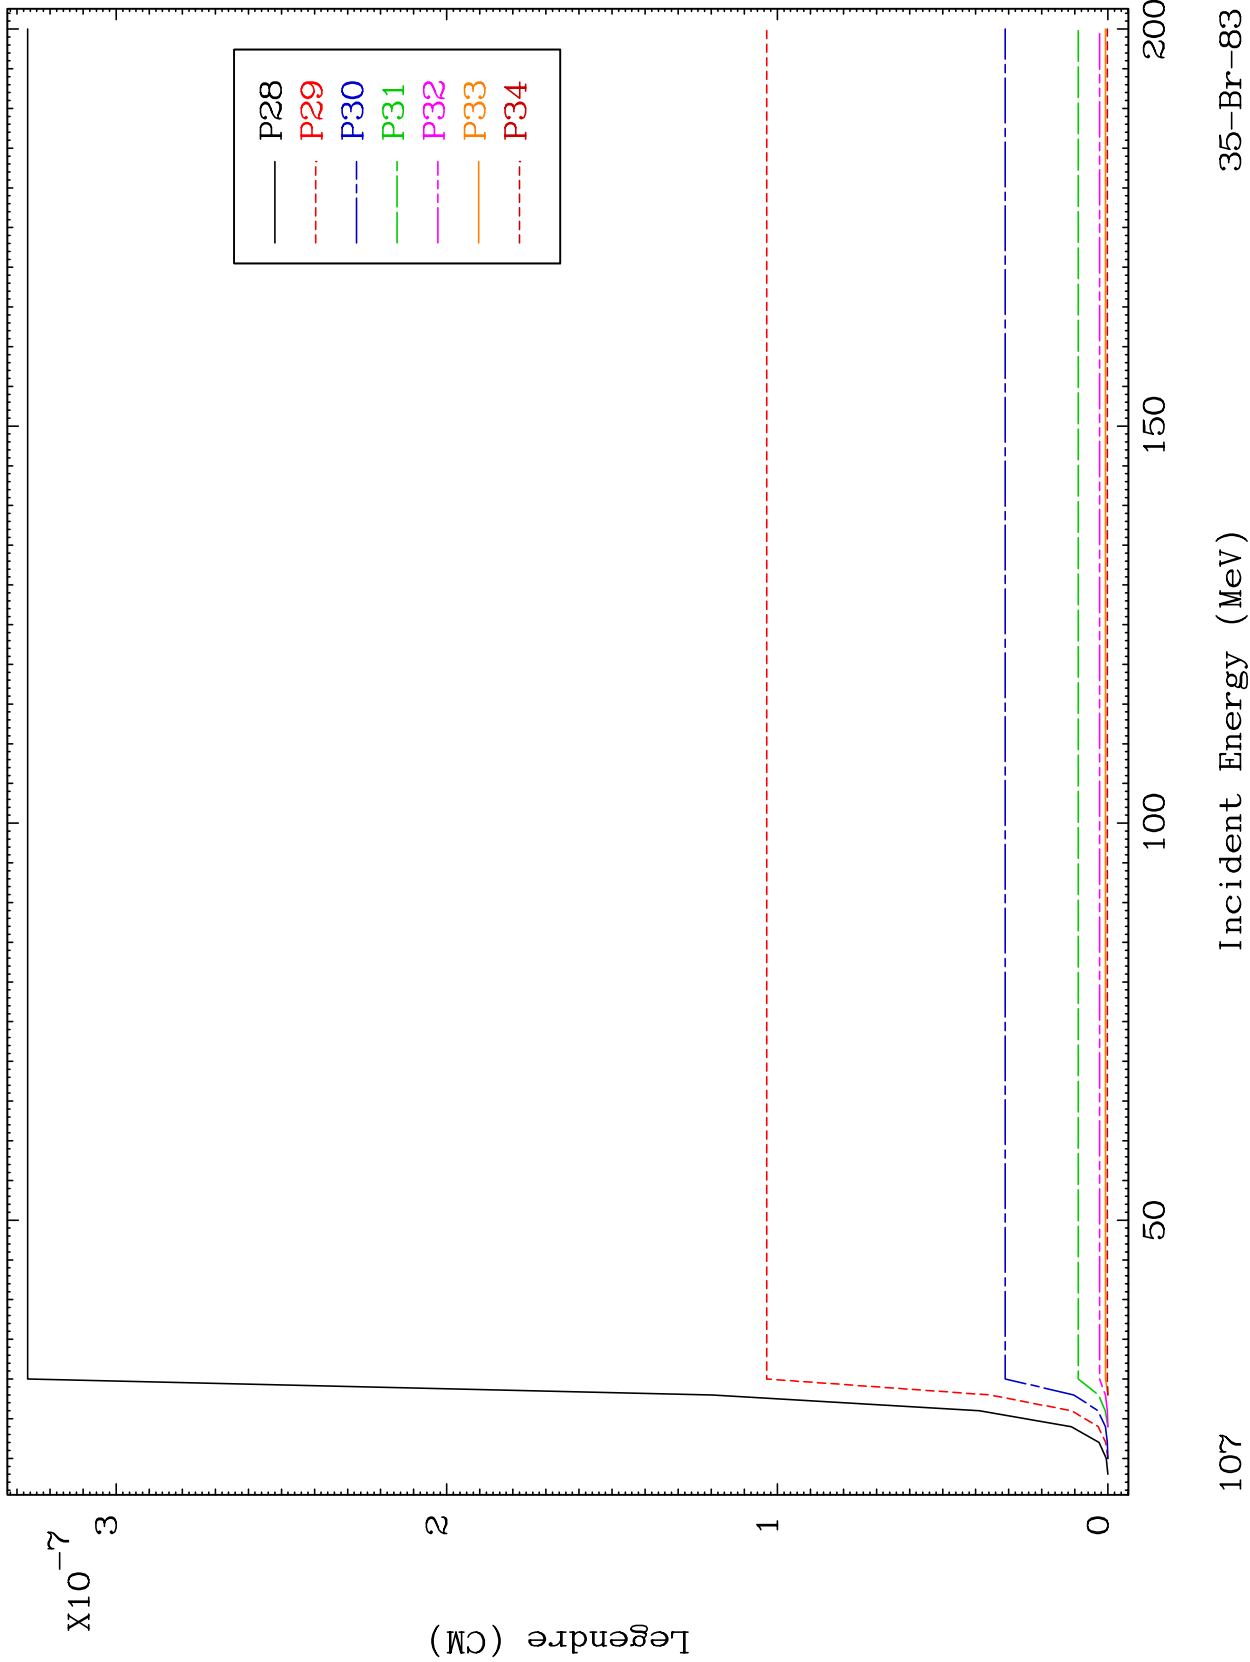 X10-7
Legendre (CM)
3
2
1
0
P28
P29
P30
P31
P32
P33
P34
50
100
150
200
Incident Energy (MeV)
107
35-Br-83